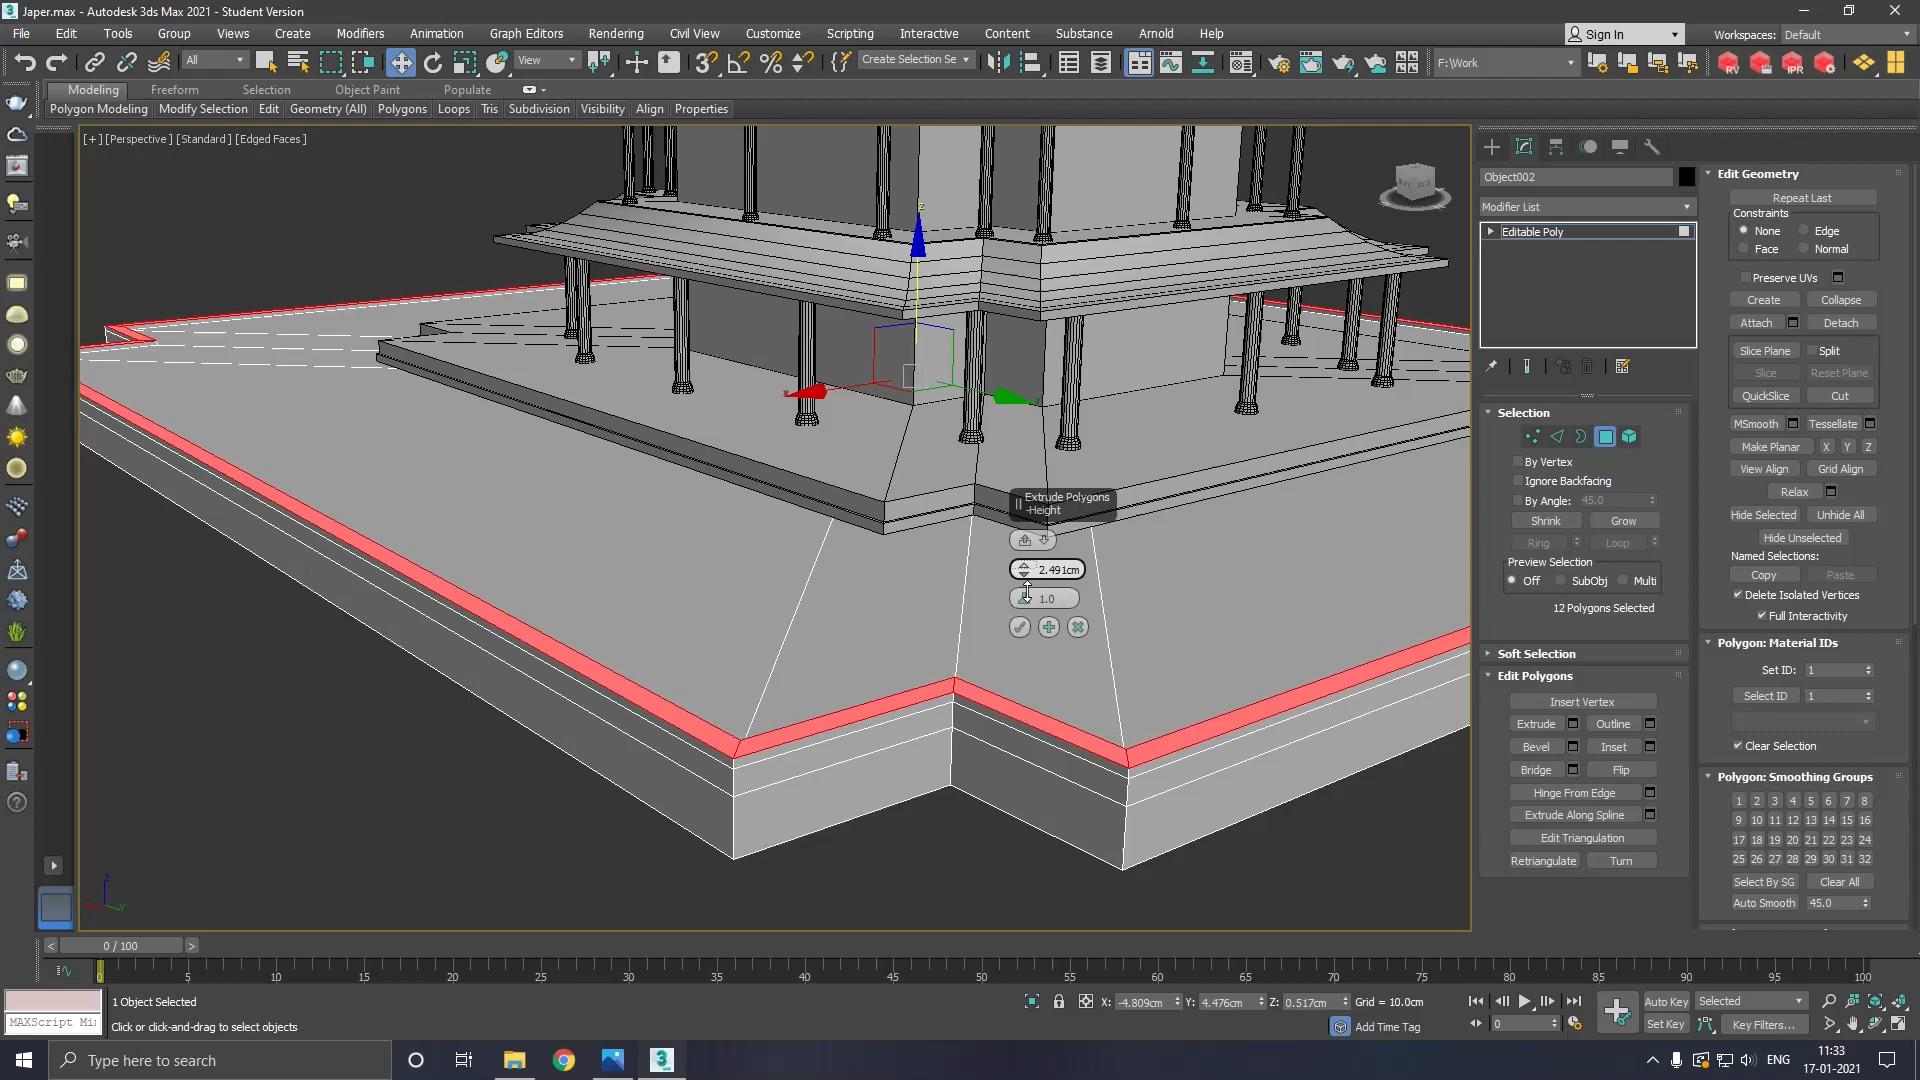 Japer.max - Autodesk 3ds Max 2021 - Student Version
File Edit Tools Group Views Create Modifiers Animation Graph Editors Rendering Civil View Customize Scripting Interactive Content Substance Arnold Help
Sign In
Workspaces: Default
All
View
Create Selection Se
F:\Work
RV
IPR
Modeling Freeform Selection Object Paint Populate
Polygon Modeling Modify Selection Edit Geometry (All) Polygons Loops Tris Subdivision Visibility Align Properties
[+] [Perspective ] [Standard ] [Edged Faces ]
Extrude Polygons
-Height
2.491cm
1.0
Object002
Modifier List
Editable Poly
Selection
By Vertex
Ignore Backfacing
By Angle: 45.0
Shrink Grow
Ring Loop
Preview Selection
Off SubObj Multi
12 Polygons Selected
Soft Selection
Edit Polygons
Insert Vertex
Extrude Outline
Bevel Inset
Bridge Flip
Hinge From Edge
Extrude Along Spline
Edit Triangulation
Retriangulate Turn
Edit Geometry
Repeat Last
Constraints
None Edge
Face Normal
Preserve UVs
Create Collapse
Attach Detach
Slice Plane Split
Slice Reset Plane
QuickSlice Cut
MSmooth Tessellate
Make Planar X Y Z
View Align Grid Align
Relax
Hide Selected Unhide All
Hide Unselected
Named Selections:
Copy Paste
Delete Isolated Vertices
Full Interactivity
Polygon: Material IDs
Set ID: 1
Select ID 1
Clear Selection
Polygon: Smoothing Groups
1 2 3 4 5 6 7 8
9 10 11 12 13 14 15 16
17 18 19 20 21 22 23 24
25 26 27 28 29 30 31 32
Select By SG Clear All
Auto Smooth 45.0
< 0 / 100 >
0 5 10 15 20 25 30 35 40 45 50 55 60 65 70 75 80 85 90 95 100
MAXScript Mi
1 Object Selected
Click or click-and-drag to select objects
X: -4.809cm Y: 4.476cm Z: 0.517cm Grid = 10.0cm
Add Time Tag
0
Auto Key Selected
Set Key Key Filters...
Type here to search
ENG
11:33
17-01-2021